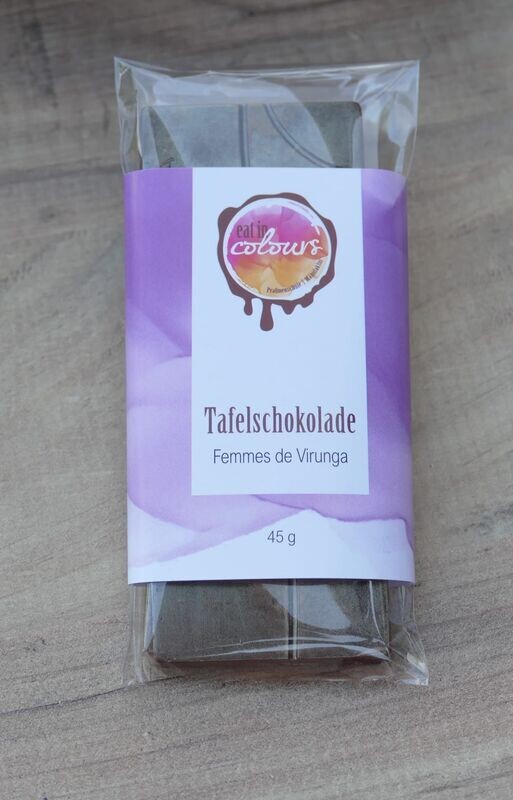 eat in
colours
Tafelschokolade
Femmes de Virunga
45 g